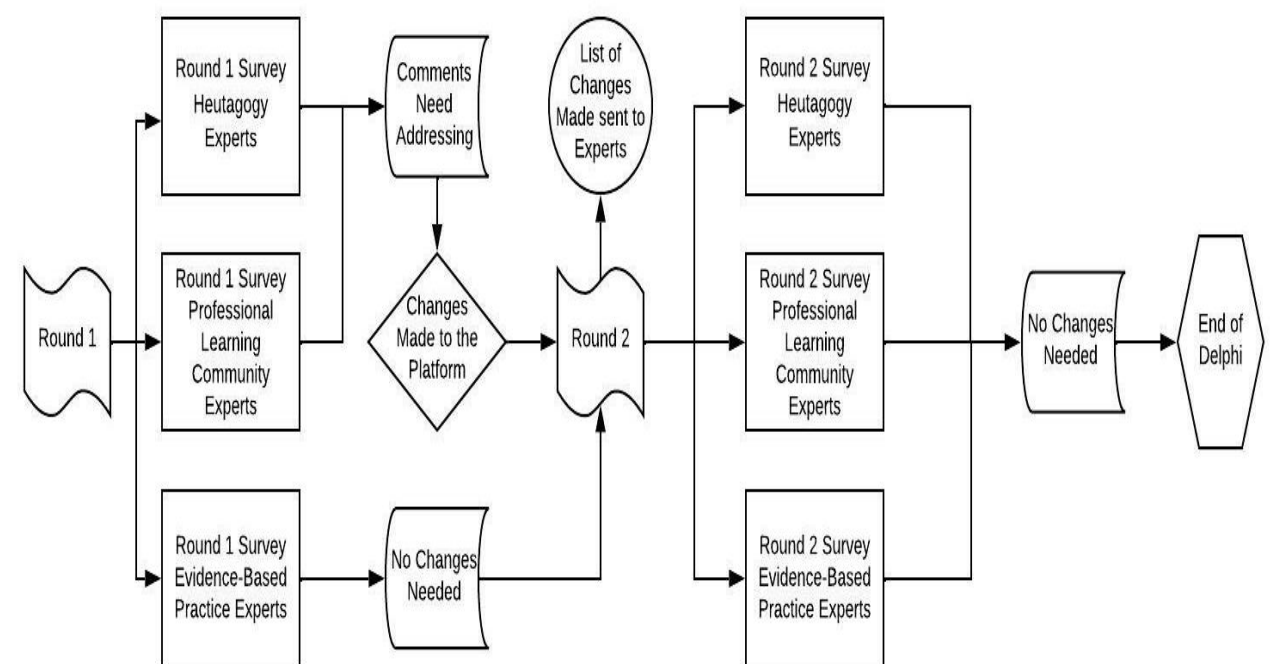 Round 1
Round 1 Survey
Heutagogy
Experts
Round 1 Survey
Professional
Learning
Community
Experts
Round 1 Survey
Evidence-Based
Practice Experts
Comments
Need
Addressing
Changes
Made to the
Platform
No Changes
Needed
List of
Changes
Made sent to
Experts
Round 2
Round 2 Survey
Heutagogy
Experts
Round 2 Survey
Professional
Learning
Community
Experts
Round 2 Survey
Evidence-Based
Practice Experts
No Changes
Needed
End of
Delphi